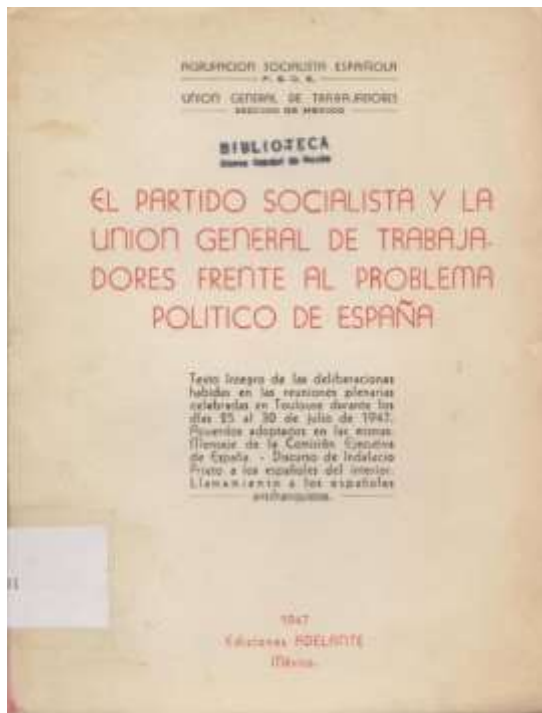 AGRUPACION SOCIALISTA ESPAÑOLA
P. S. O. E.
UNION GENERAL DE TRABAJADORES
SECCION DE MEXICO
BIBLIOTECA
EL PARTIDO SOCIALISTA Y LA
UNION GENERAL DE TRABAJA-
DORES FRENTE AL PROBLEMA
POLITICO DE ESPAÑA
Texto íntegro de las deliberaciones
habidas en las reuniones plenarias
celebradas en Toulouse durante los
días 25 al 30 de julio de 1947.
Acuerdos adoptados en las mismas.
Mensaje de la Comisión Ejecutiva
de España. - Discurso de Indalecio
Prieto a los españoles del interior.
Llamamiento a los españoles
antifranquistas.
1947
Ediciones ADELANTE
México.